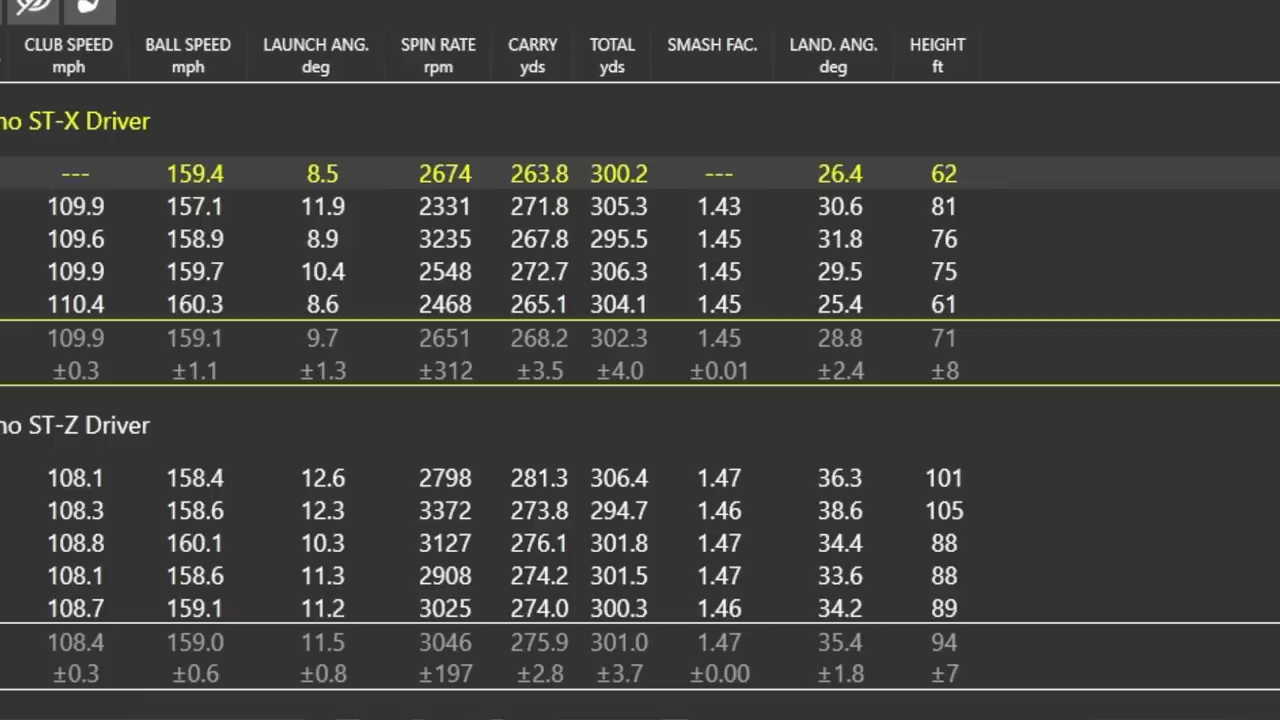 CLUB SPEED BALL SPEED LAUNCH ANG. SPIN RATE CARRY TOTAL SMASH FAC. LAND. ANG. HEIGHT
mph mph deg rpm yds yds deg ft
no ST-X Driver
--- 159.4 8.5 2674 263.8 300.2 --- 26.4 62
109.9 157.1 11.9 2331 271.8 305.3 1.43 30.6 81
109.6 158.9 8.9 3235 267.8 295.5 1.45 31.8 76
109.9 159.7 10.4 2548 272.7 306.3 1.45 29.5 75
110.4 160.3 8.6 2468 265.1 304.1 1.45 25.4 61
109.9 159.1 9.7 2651 268.2 302.3 1.45 28.8 71
±0.3 ±1.1 ±1.3 ±312 ±3.5 ±4.0 ±0.01 ±2.4 ±8
no ST-Z Driver
108.1 158.4 12.6 2798 281.3 306.4 1.47 36.3 101
108.3 158.6 12.3 3372 273.8 294.7 1.46 38.6 105
108.8 160.1 10.3 3127 276.1 301.8 1.47 34.4 88
108.1 158.6 11.3 2908 274.2 301.5 1.47 33.6 88
108.7 159.1 11.2 3025 274.0 300.3 1.46 34.2 89
108.4 159.0 11.5 3046 275.9 301.0 1.47 35.4 94
±0.3 ±0.6 ±0.8 ±197 ±2.8 ±3.7 ±0.00 ±1.8 ±7